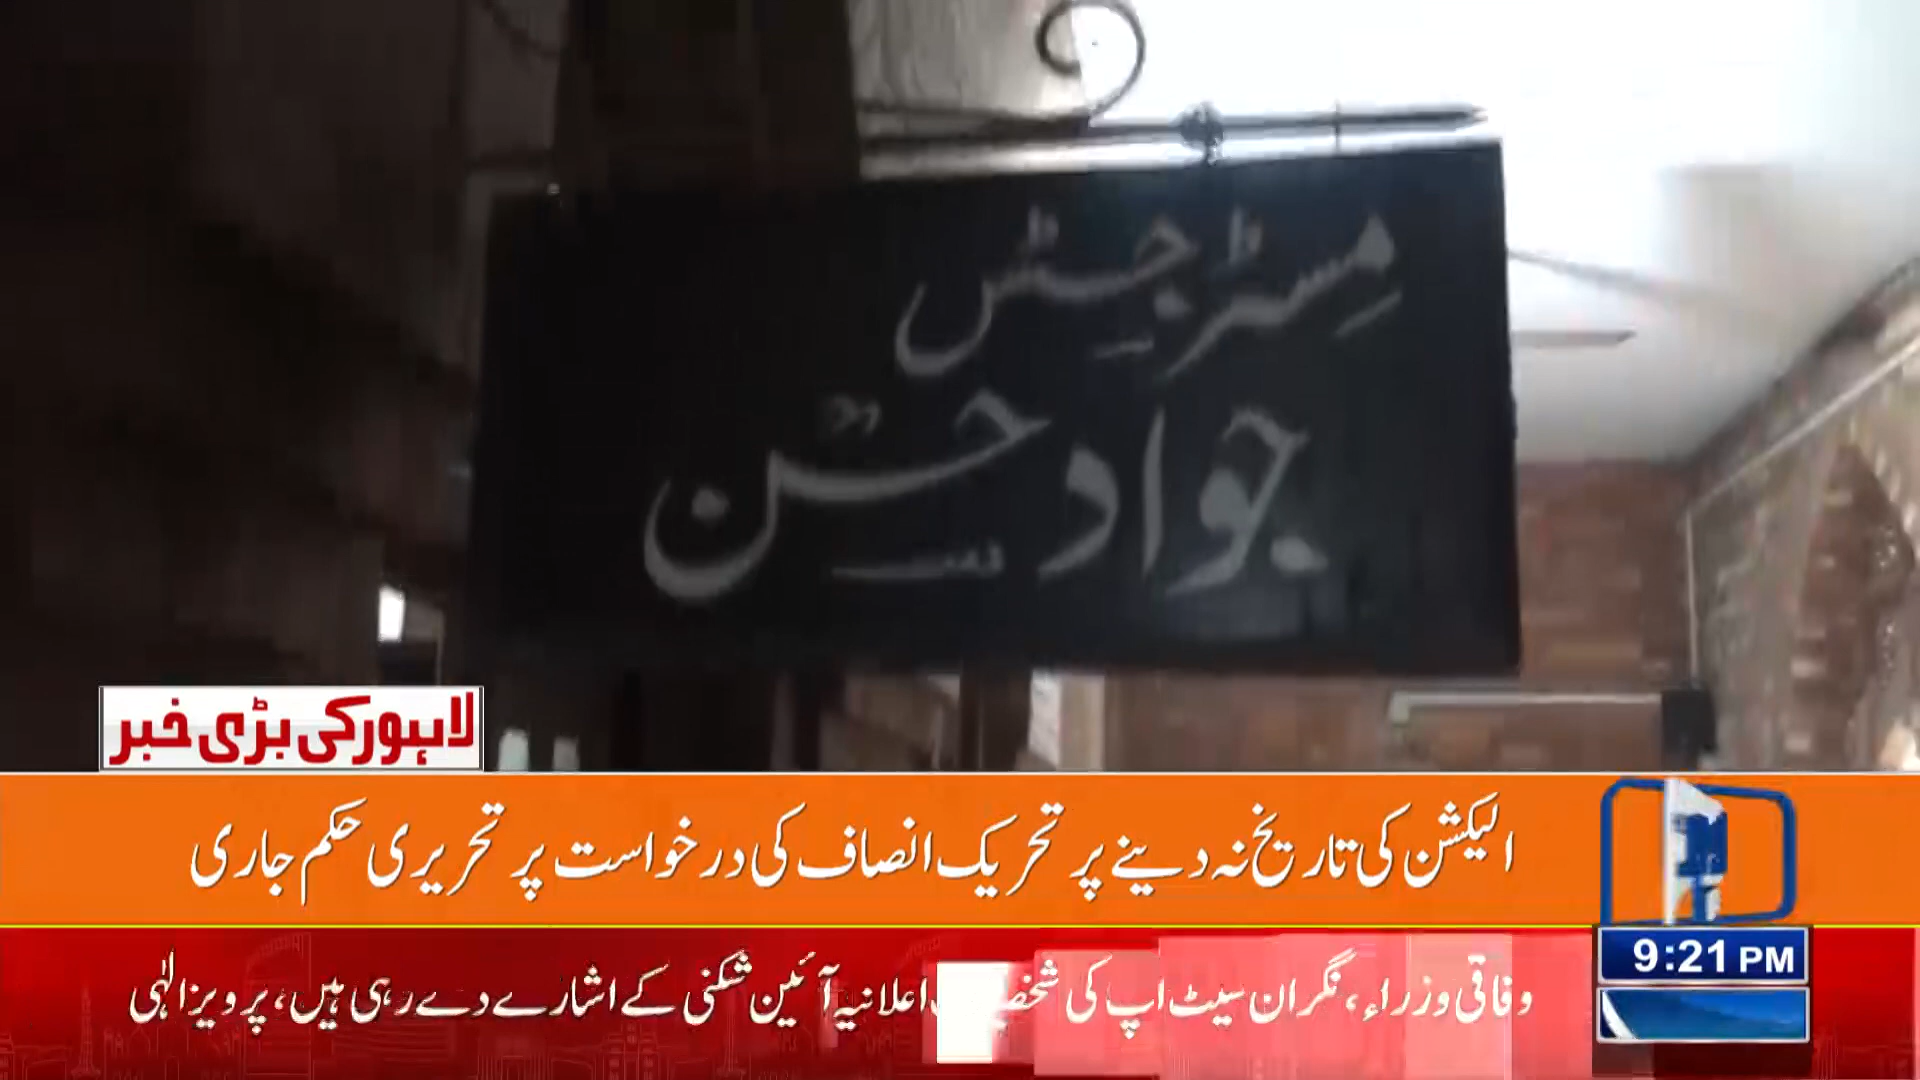 مسٹر جسٹس
جواد حسن
لاہور کی بڑی خبر
الیکشن کی تاریخ نہ دینے پر تحریک انصاف کی درخواست پر تحریری حکم جاری
9:21 PM
وفاقی وزراء، نگران سیٹ اپ کی اعلانیہ آئین شکنی کے اشارے دے رہی ہیں، پرویز الٰہی